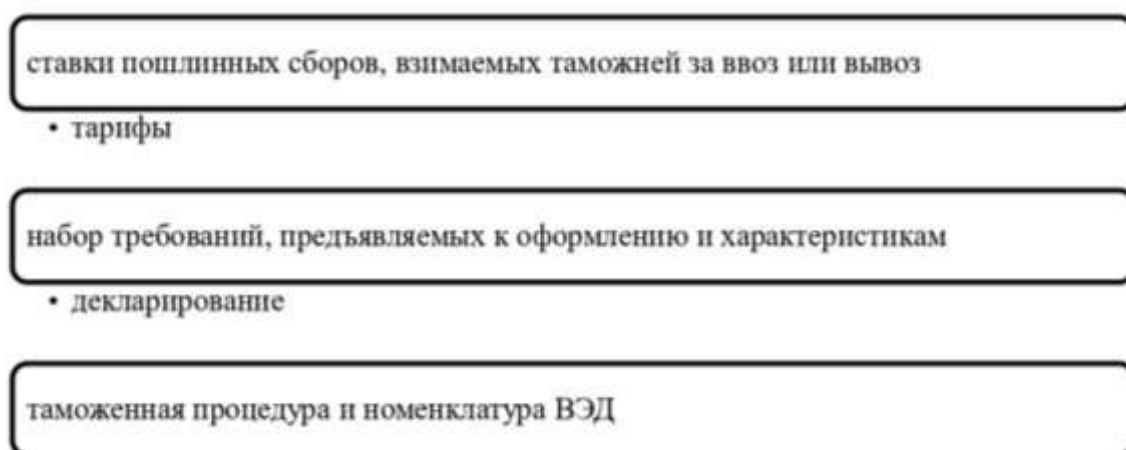 ставки пошлинных сборов, взимаемых таможней за ввоз или вывоз
• тарифы
набор требований, предъявляемых к оформлению и характеристикам
• декларирование
таможенная процедура и номенклатура ВЭД